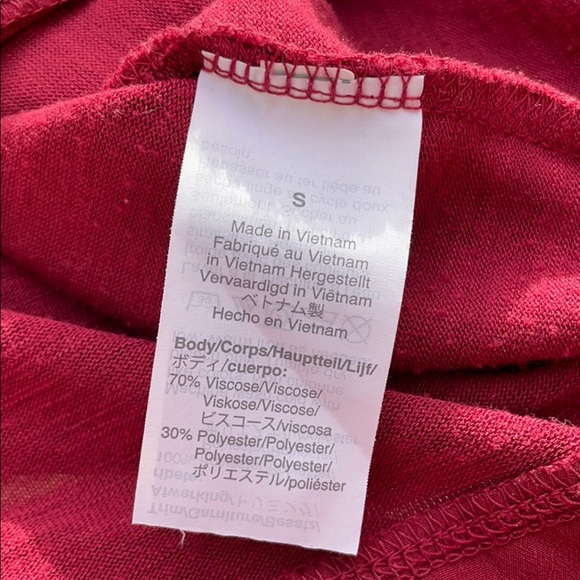 S
Made in Vietnam
Fabriqué au Vietnam
in Vietnam Hergestellt
Vervaardigd in Viëtnam
ベトナム製
Hecho en Vietnam
Body/Corps/Hauptteil/Lijf/
ボディ/cuerpo:
70% Viscose/Viscose/
Viskose/Viscose/
ビスコース/viscosa
30% Polyester/Polyester/
Polyester/Polyester/
ポリエステル/poliéster